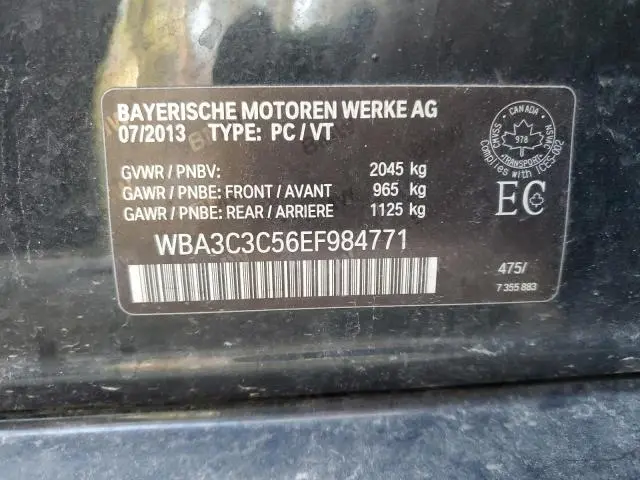 BAYERISCHE MOTOREN WERKE AG
07/2013 TYPE: PC / VT
GVWR / PNBV: 2045 kg
GAWR / PNBE: FRONT / AVANT 965 kg
GAWR / PNBE: REAR / ARRIERE 1125 kg
WBA3C3C56EF984771
475/
7 355 883
CANADA
CMVSS
NSVAC
978
TRANSPORT
Complies with ICES-002
EC